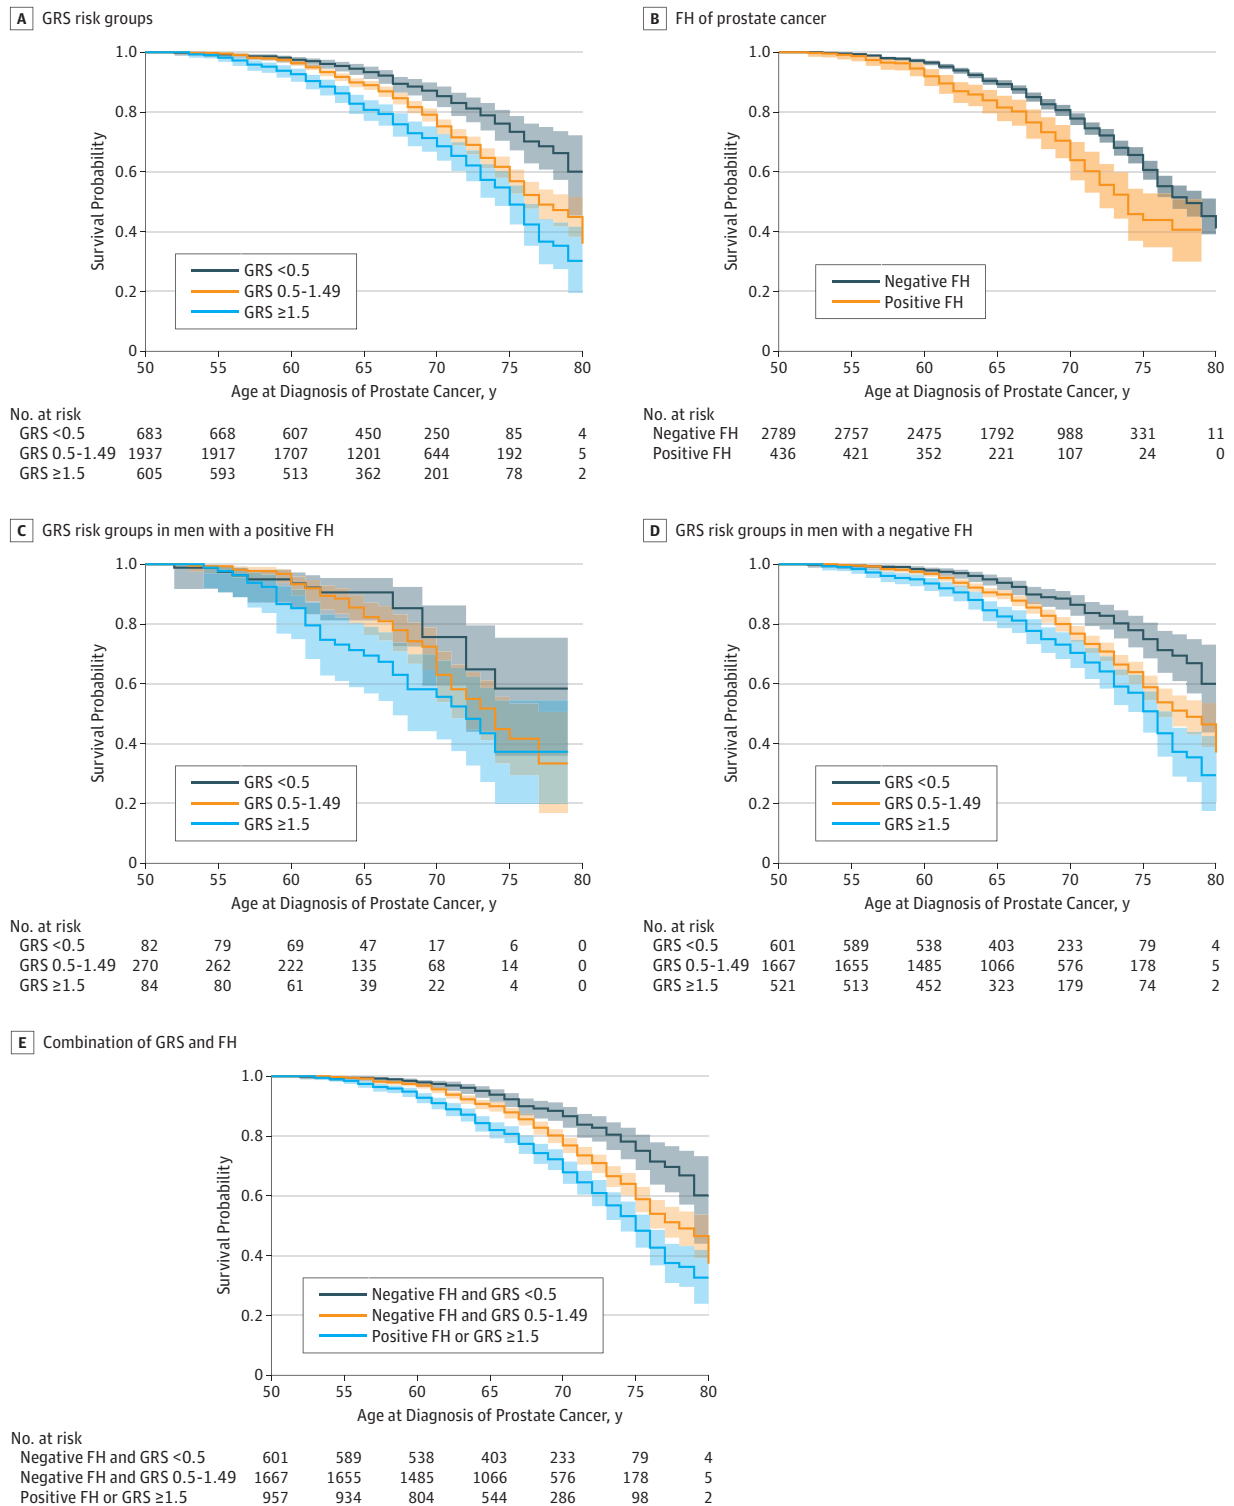 A GRS risk groups
1.0
0.8
0.6
0.4
0.2
0
Survival Probability
GRS <0.5
GRS 0.5-1.49
GRS ≥1.5
50 55 60 65 70 75 80
Age at Diagnosis of Prostate Cancer, y
No. at risk
GRS <0.5 683 668 607 450 250 85 4
GRS 0.5-1.49 1937 1917 1707 1201 644 192 5
GRS ≥1.5 605 593 513 362 201 78 2
B FH of prostate cancer
1.0
0.8
0.6
0.4
0.2
0
Survival Probability
Negative FH
Positive FH
50 55 60 65 70 75 80
Age at Diagnosis of Prostate Cancer, y
No. at risk
Negative FH 2789 2757 2475 1792 988 331 11
Positive FH 436 421 352 221 107 24 0
C GRS risk groups in men with a positive FH
1.0
0.8
0.6
0.4
0.2
0
Survival Probability
GRS <0.5
GRS 0.5-1.49
GRS ≥1.5
50 55 60 65 70 75 80
Age at Diagnosis of Prostate Cancer, y
No. at risk
GRS <0.5 82 79 69 47 17 6 0
GRS 0.5-1.49 270 262 222 135 68 14 0
GRS ≥1.5 84 80 61 39 22 4 0
D GRS risk groups in men with a negative FH
1.0
0.8
0.6
0.4
0.2
0
Survival Probability
GRS <0.5
GRS 0.5-1.49
GRS ≥1.5
50 55 60 65 70 75 80
Age at Diagnosis of Prostate Cancer, y
No. at risk
GRS <0.5 601 589 538 403 233 79 4
GRS 0.5-1.49 1667 1655 1485 1066 576 178 5
GRS ≥1.5 521 513 452 323 179 74 2
E Combination of GRS and FH
1.0
0.8
0.6
0.4
0.2
0
Survival Probability
Negative FH and GRS <0.5
Negative FH and GRS 0.5-1.49
Positive FH or GRS ≥1.5
50 55 60 65 70 75 80
Age at Diagnosis of Prostate Cancer, y
No. at risk
Negative FH and GRS <0.5 601 589 538 403 233 79 4
Negative FH and GRS 0.5-1.49 1667 1655 1485 1066 576 178 5
Positive FH or GRS ≥1.5 957 934 804 544 286 98 2